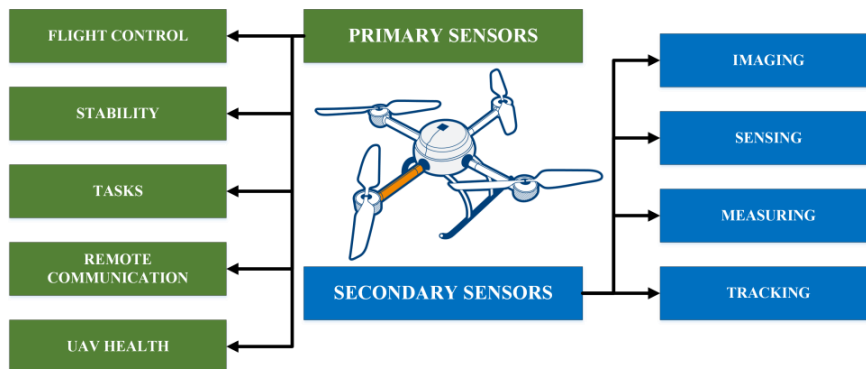 PRIMARY SENSORS
FLIGHT CONTROL
STABILITY
TASKS
REMOTE
COMMUNICATION
UAV HEALTH
SECONDARY SENSORS
IMAGING
SENSING
MEASURING
TRACKING